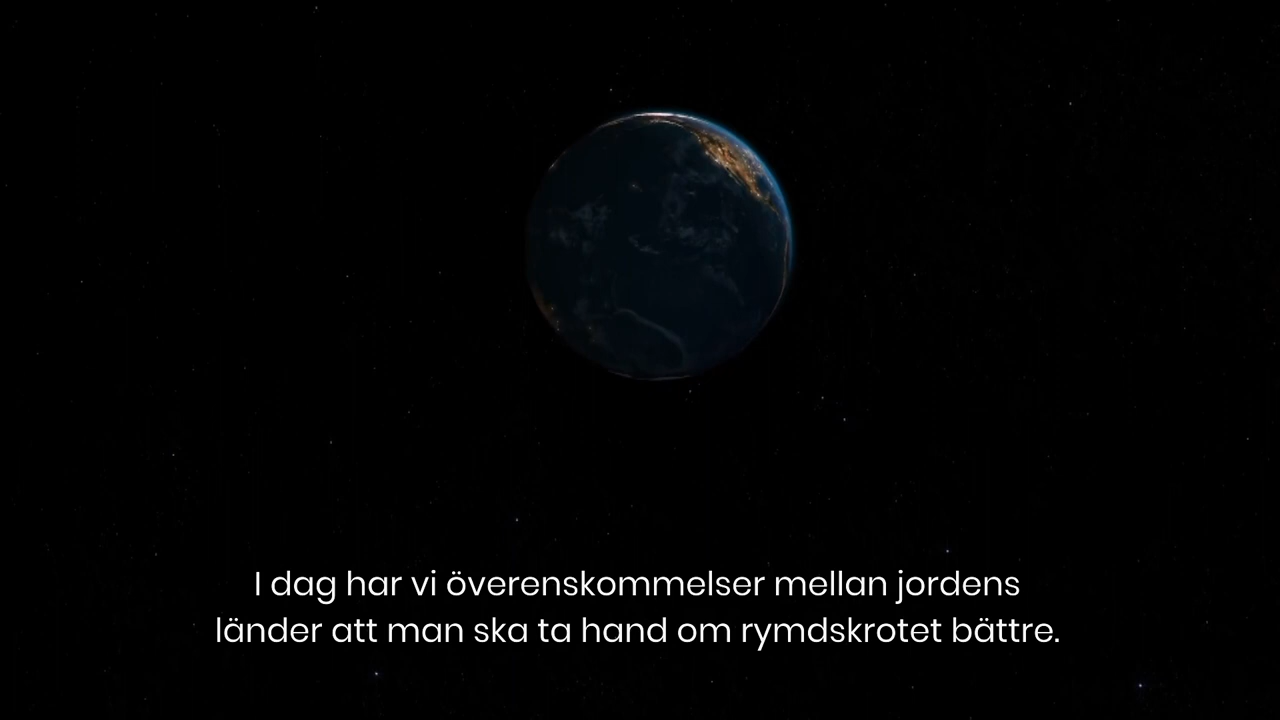 I dag har vi överenskommelser mellan jordens
länder att man ska ta hand om rymdskrotet bättre.